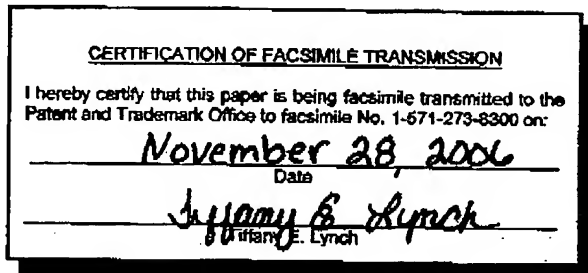 CERTIFICATION OF FACSIMILE TRANSMISSION
I hereby certify that this paper is being facsimile transmitted to the
Patent and Trademark Office to facsimile No. 1-571-273-8300 on:
November 28, 2006
Date
Tiffany E Lynch
Tiffany E. Lynch